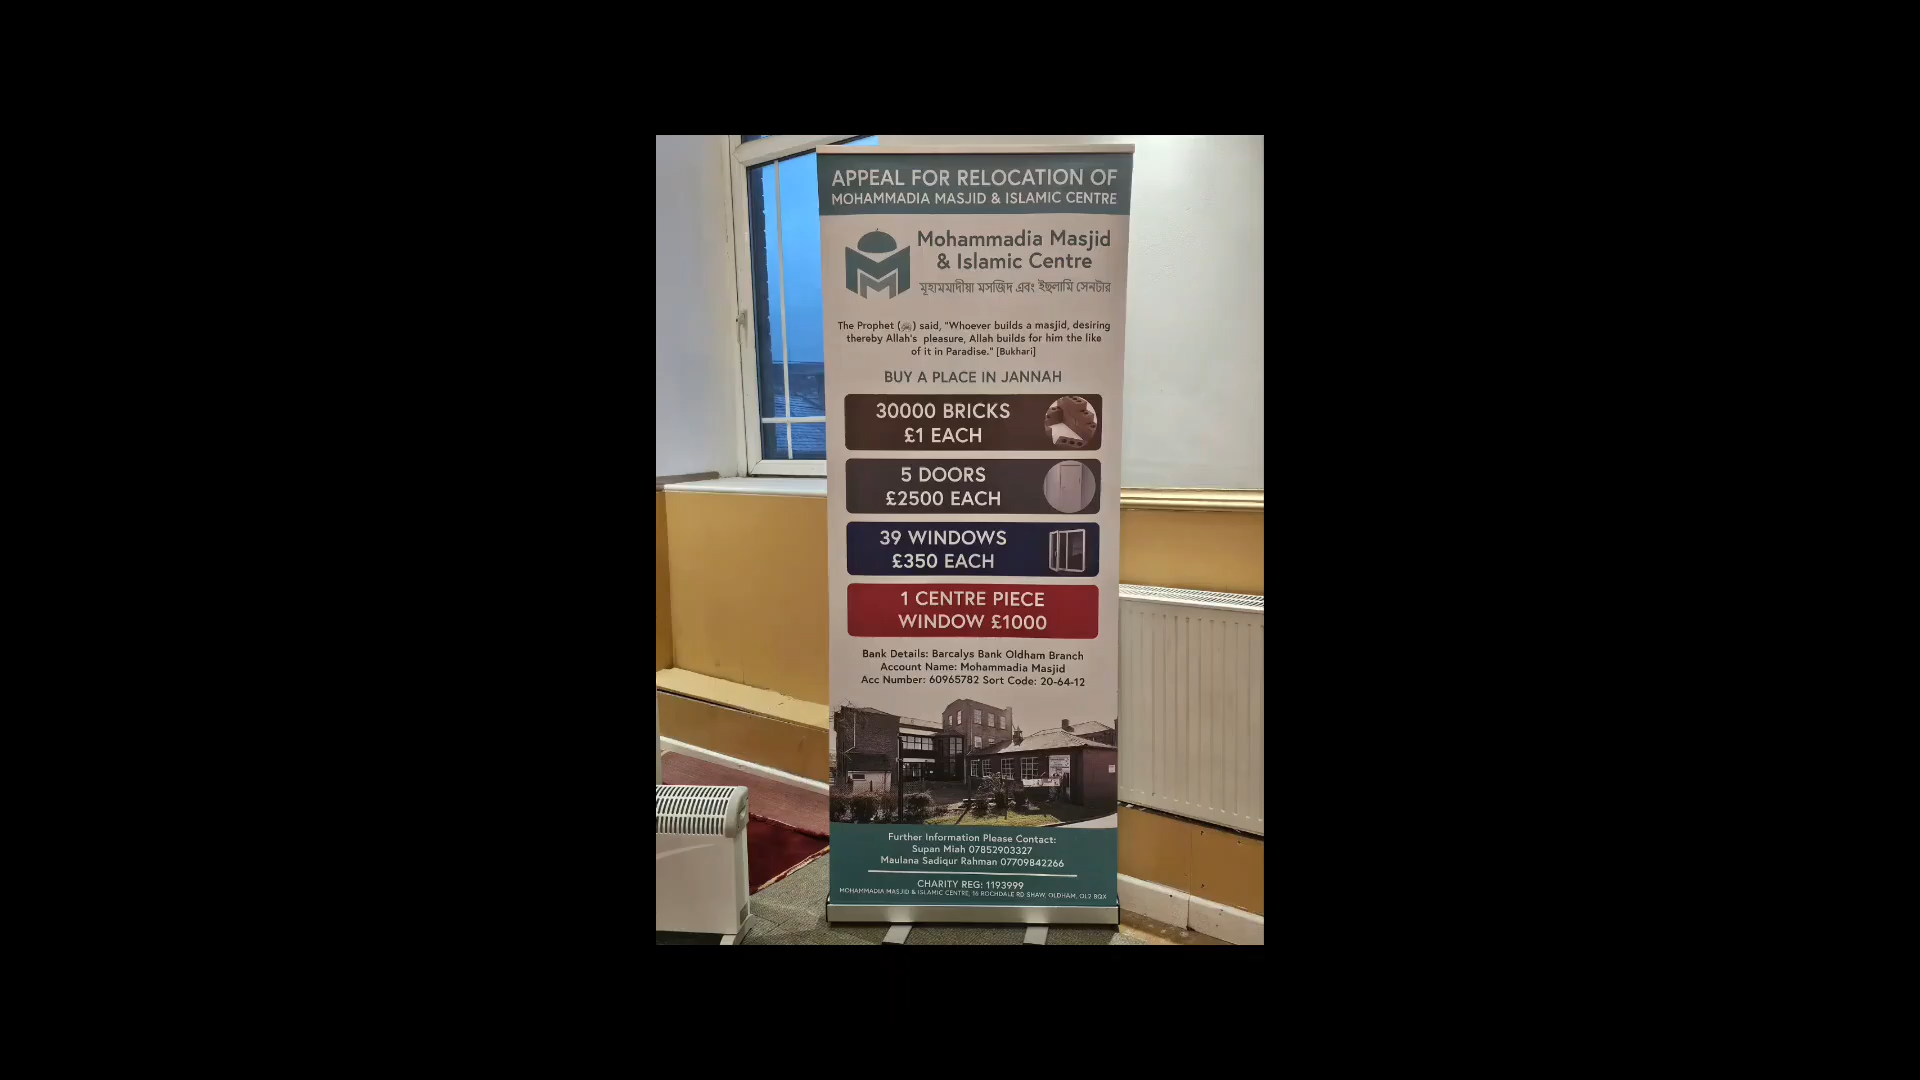 APPEAL FOR RELOCATION OF
MOHAMMADIA MASJID & ISLAMIC CENTRE
Mohammadia Masjid
& Islamic Centre
মূহামমাদীয়া মসজিদ এবং ইছলামি সেনটার
The Prophet (ﷺ) said, "Whoever builds a masjid, desiring
thereby Allah's pleasure, Allah builds for him the like
of it in Paradise." [Bukhari]
BUY A PLACE IN JANNAH
30000 BRICKS
£1 EACH
5 DOORS
£2500 EACH
39 WINDOWS
£350 EACH
1 CENTRE PIECE
WINDOW £1000
Bank Details: Barcalys Bank Oldham Branch
Account Name: Mohammadia Masjid
Acc Number: 60965782 Sort Code: 20-64-12
Further Information Please Contact:
Supan Miah 07852903327
Maulana Sadiqur Rahman 07709842266
CHARITY REG: 1193999
MOHAMMADIA MASJID & ISLAMIC CENTRE, 16 ROCHDALE RD SHAW, OLDHAM, OL2 8QX